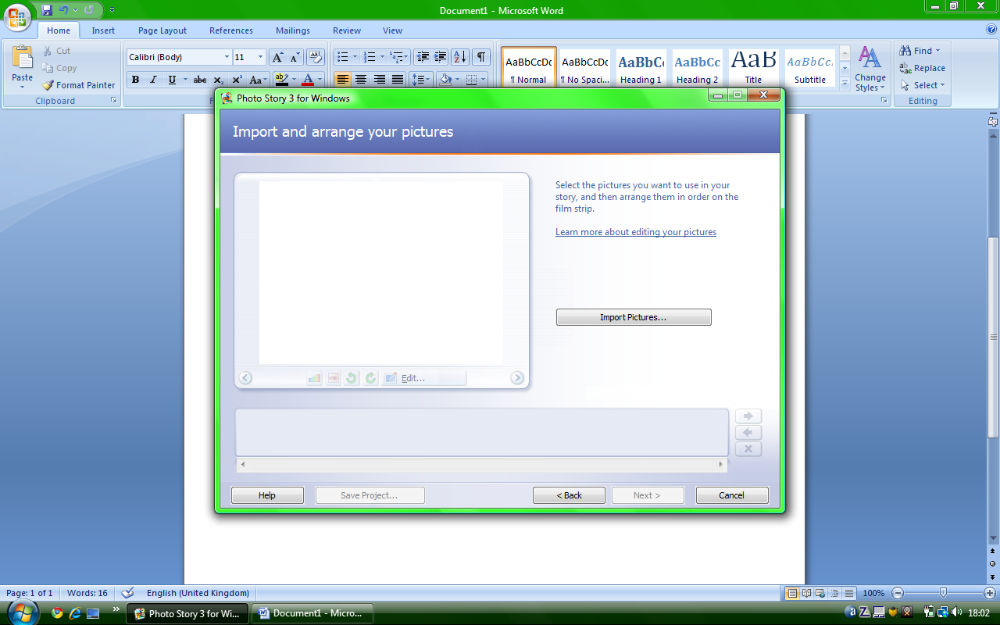 Document1 - Microsoft Word
Home Insert Page Layout References Mailings Review View
Paste
Cut
Copy
Format Painter
Clipboard
Calibri (Body) 11
B I U abc X₂ X² Aa
AaBbCcDc AaBbCcDc AaBbC AaBbCc AaB AaBbCc.
¶ Normal ¶ No Spaci... Heading 1 Heading 2 Title Subtitle
Change
Styles
Find
Replace
Select
Editing
Photo Story 3 for Windows
Import and arrange your pictures
Select the pictures you want to use in your
story, and then arrange them in order on the
film strip.
Learn more about editing your pictures
Import Pictures...
Edit...
Help Save Project... < Back Next > Cancel
Page: 1 of 1 Words: 16 English (United Kingdom) 100%
Photo Story 3 for Wi... Document1 - Micro... 18:02